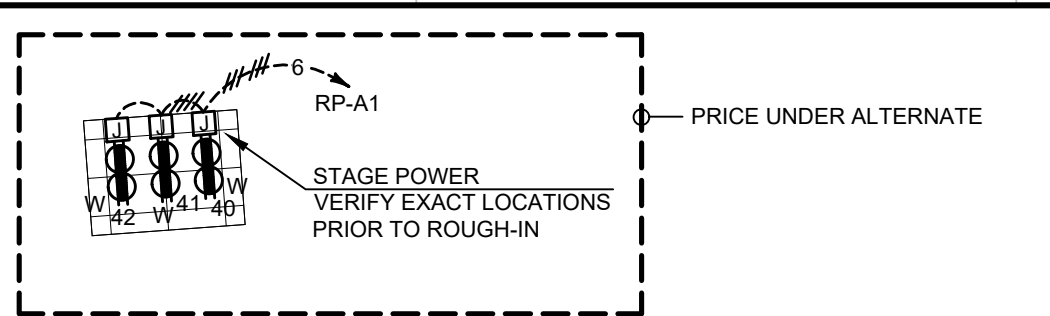 6
RP-A1
PRICE UNDER ALTERNATE
J J J
STAGE POWER
VERIFY EXACT LOCATIONS
PRIOR TO ROUGH-IN
W 42 W 41 40 W